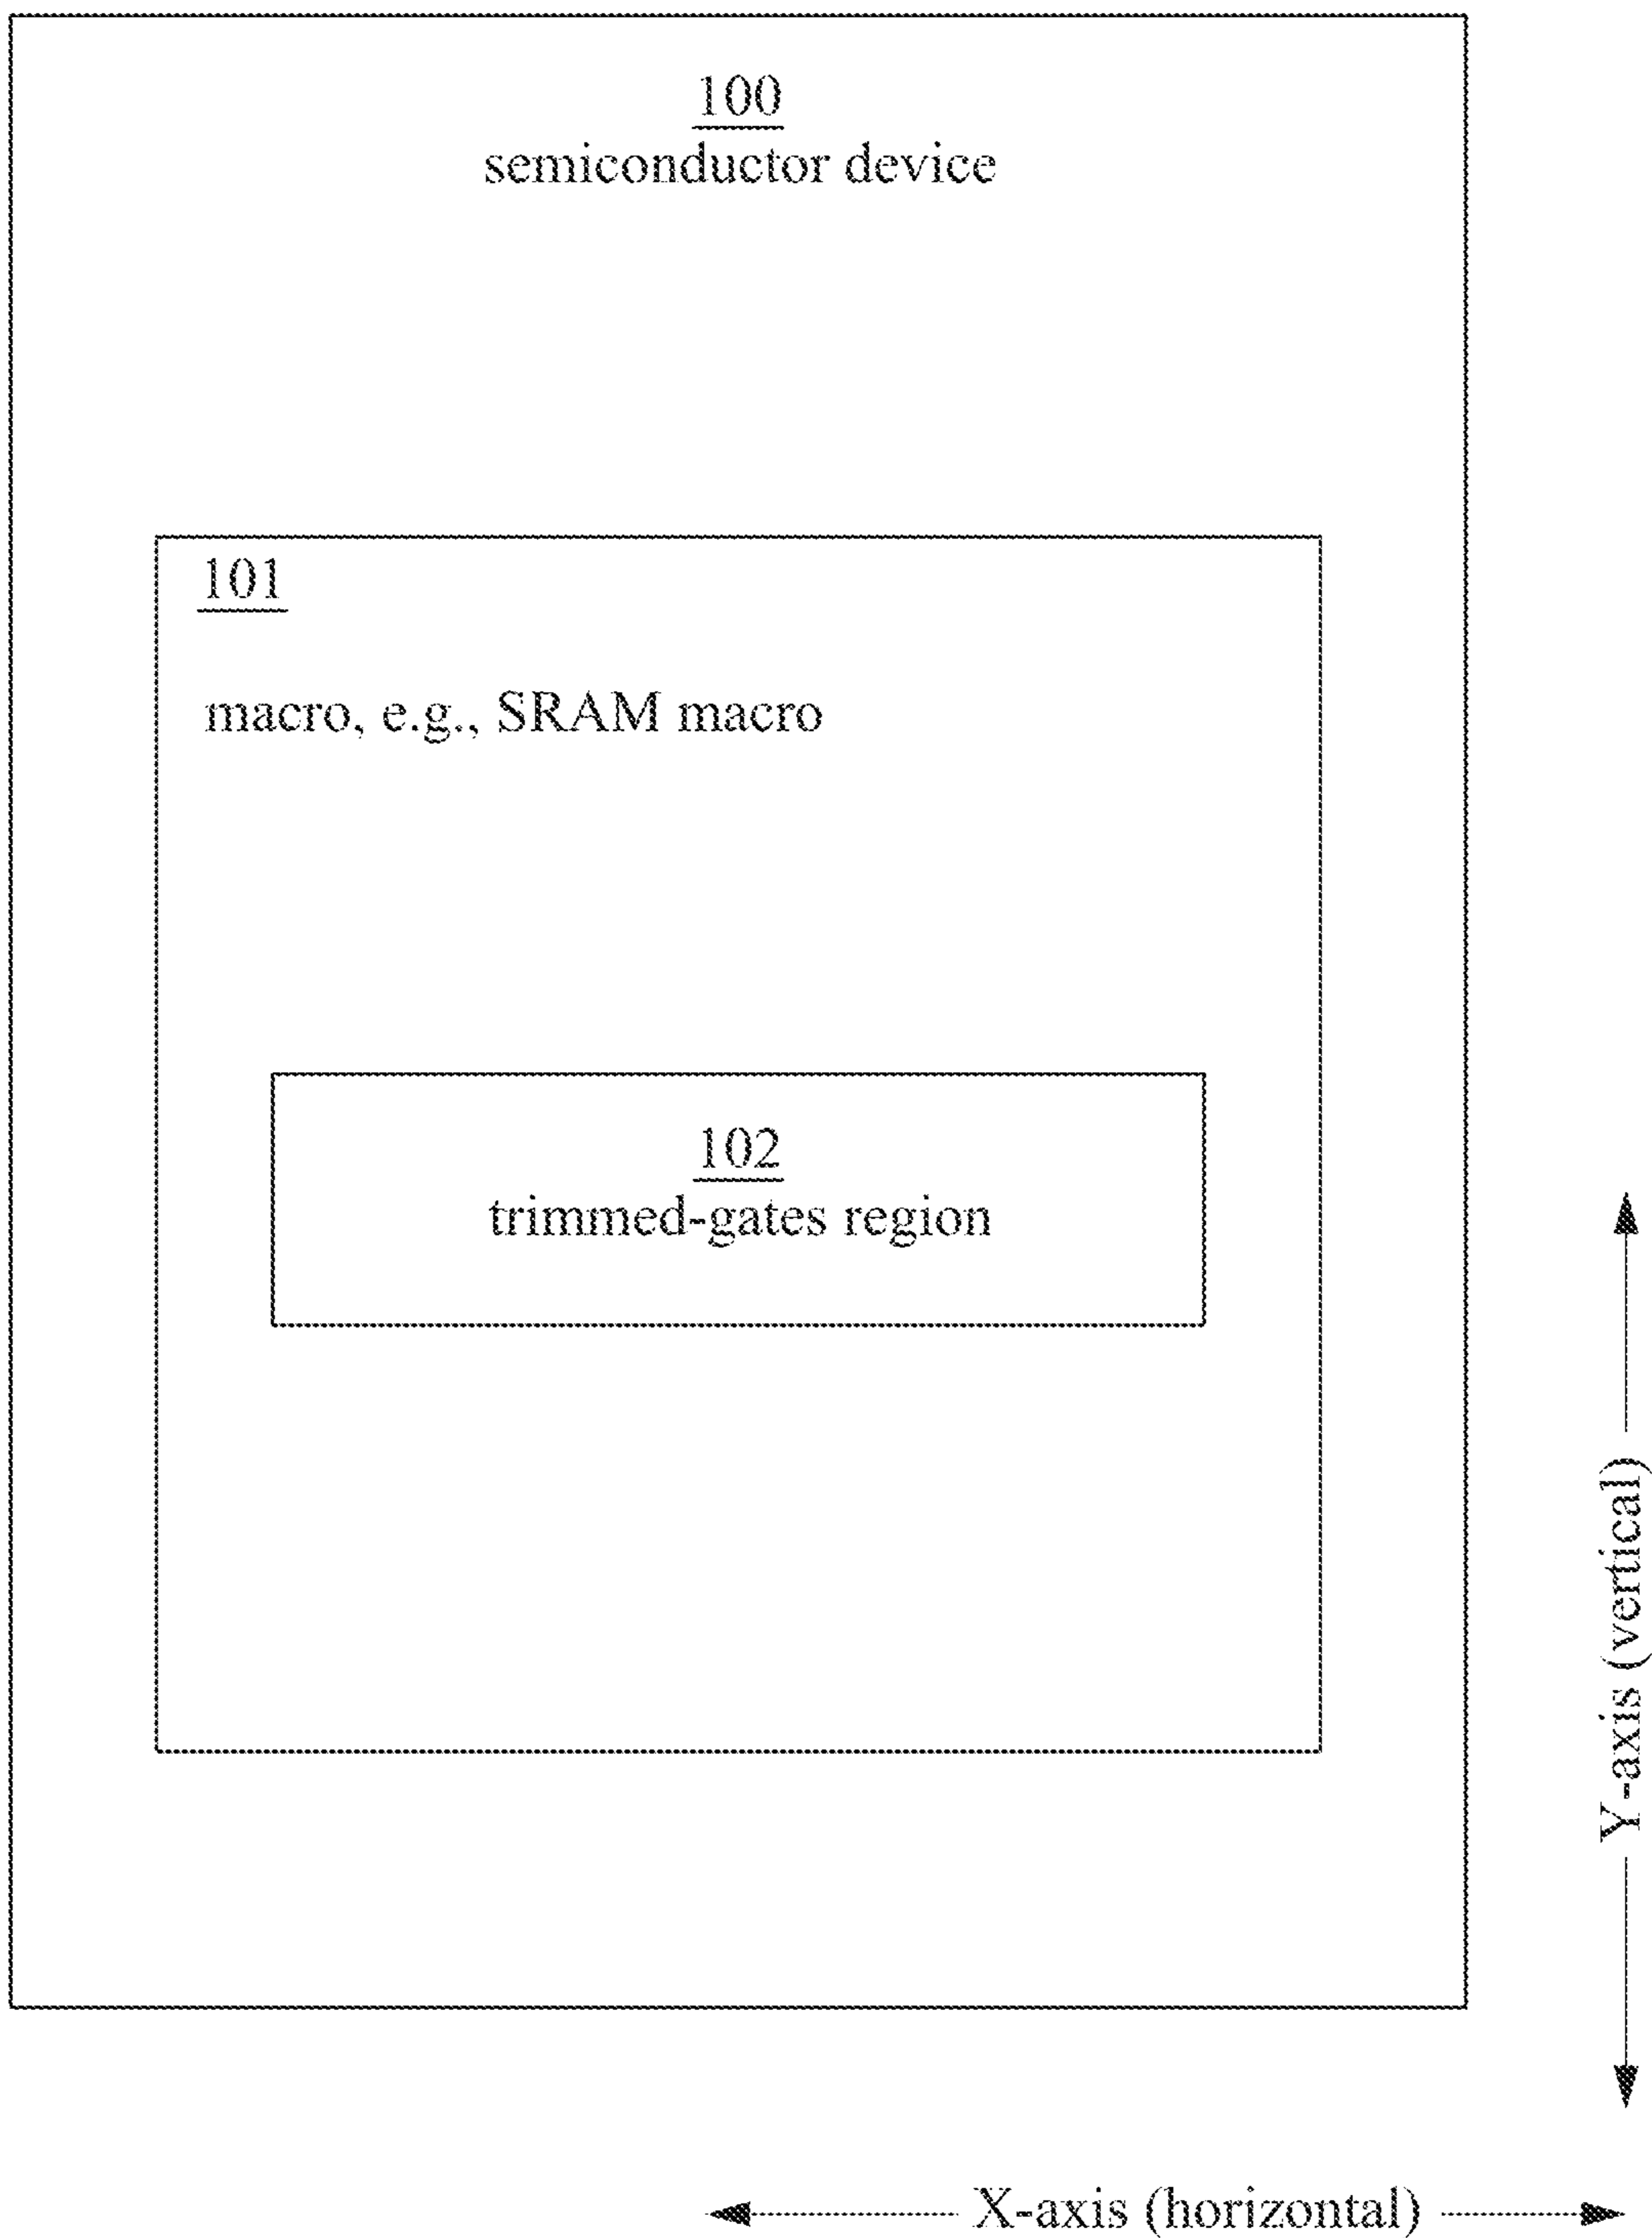 100
semiconductor device
101
macro, e.g., SRAM macro
102
trimmed-gates region
Y-axis (vertical)
X-axis (horizontal)